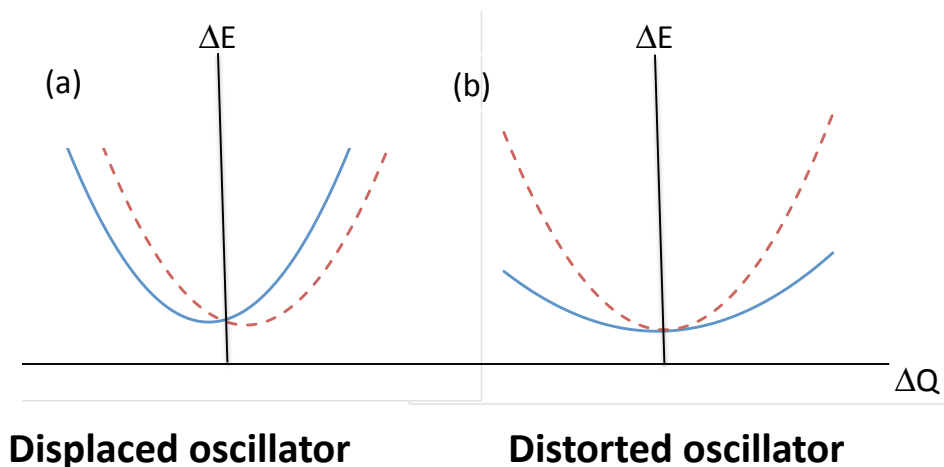 ΔE
ΔE
(a)
(b)
ΔQ
Displaced oscillator
Distorted oscillator